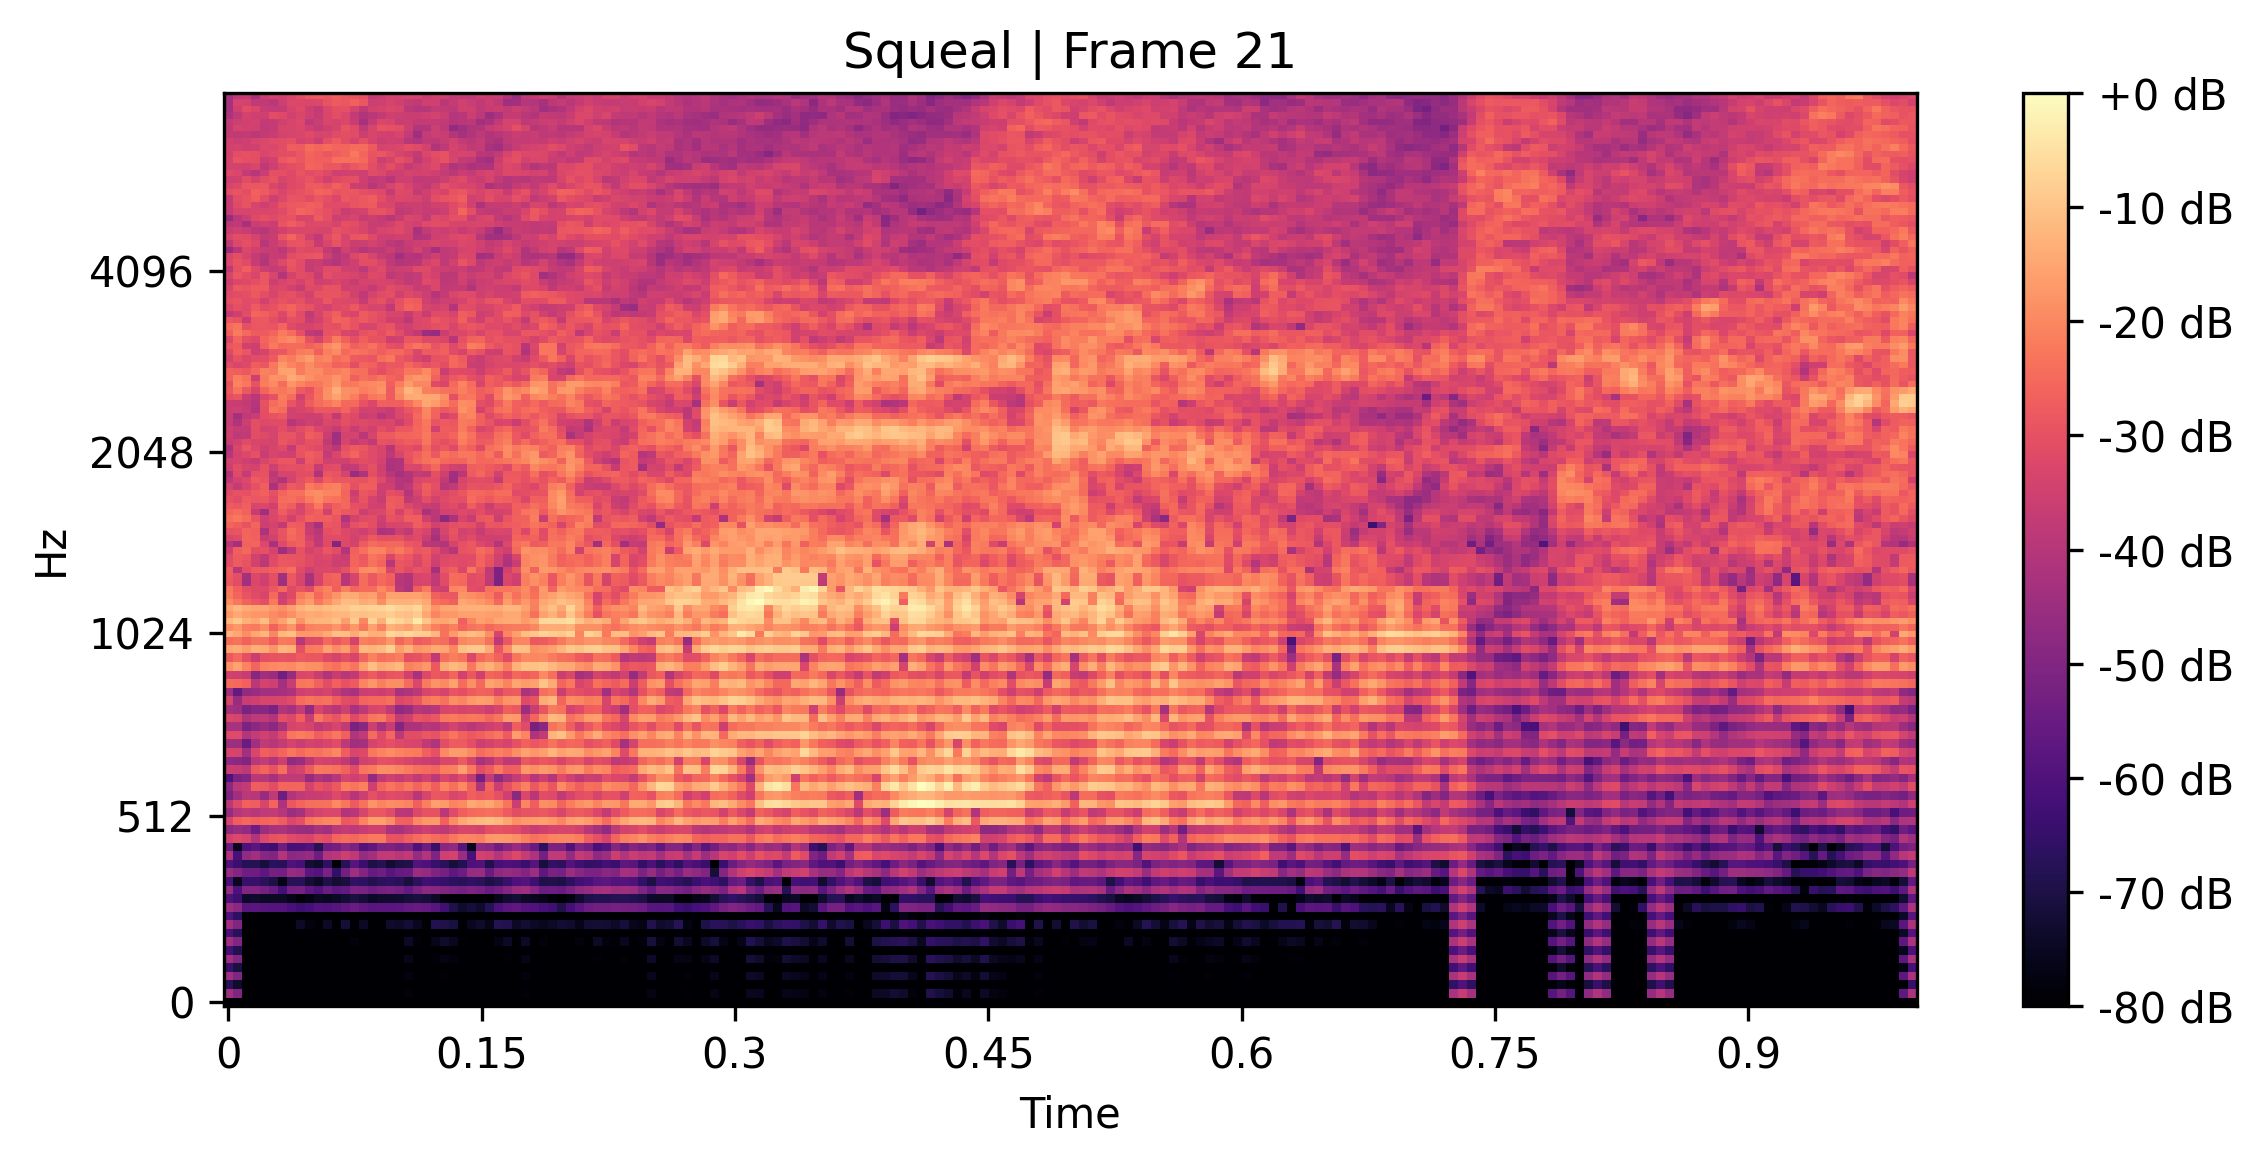 Squeal | Frame 21
Hz
4096
2048
1024
512
0
0
0.15
0.3
0.45
0.6
0.75
0.9
Time
+0 dB
-10 dB
-20 dB
-30 dB
-40 dB
-50 dB
-60 dB
-70 dB
-80 dB